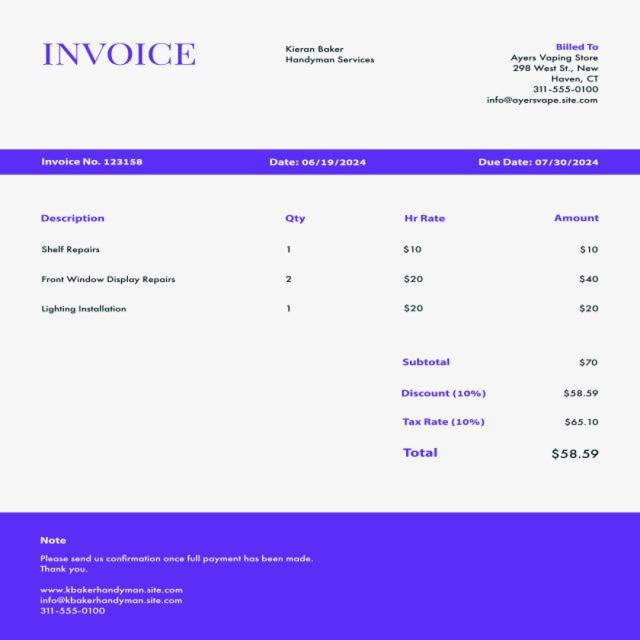 INVOICE
Kieran Baker
Handyman Services
Billed To
Ayers Vaping Store
298 West St., New
Haven, CT
311-555-0100
info@ayersvape.site.com
Invoice No. 123158 Date: 06/19/2024 Due Date: 07/30/2024
Description Qty Hr Rate Amount
Shelf Repairs 1 $10 $10
Front Window Display Repairs 2 $20 $40
Lighting Installation 1 $20 $20
Subtotal $70
Discount (10%) $58.59
Tax Rate (10%) $65.10
Total $58.59
Note
Please send us confirmation once full payment has been made.
Thank you.
www.kbakerhandyman.site.com
info@kbakerhandyman.site.com
311-555-0100